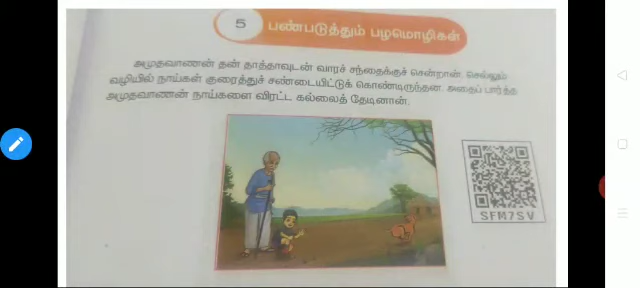 5
பண்படுத்தும் பழமொழிகள்
அமுதவாணன் தன் தாத்தாவுடன் வாரச் சந்தைக்குச் சென்றான். செல்லும்
வழியில் நாய்கள் குரைத்துச் சண்டையிட்டுக் கொண்டிருந்தன. அதைப் பார்த்த
அமுதவாணன் நாய்களை விரட்ட கல்லைத் தேடினான்.
SFM7SV